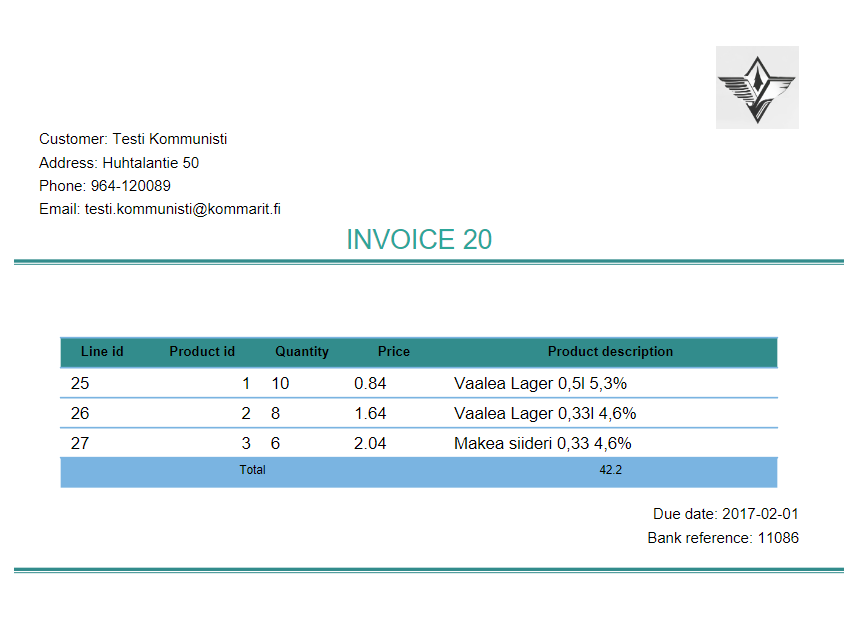 Customer: Testi Kommunisti
Address: Huhtalantie 50
Phone: 964-120089
Email: testi.kommunisti@kommarit.fi
INVOICE 20
Line id Product id Quantity Price Product description
25 1 10 0.84 Vaalea Lager 0,5l 5,3%
26 2 8 1.64 Vaalea Lager 0,33l 4,6%
27 3 6 2.04 Makea siideri 0,33 4,6%
Total 42.2
Due date: 2017-02-01
Bank reference: 11086